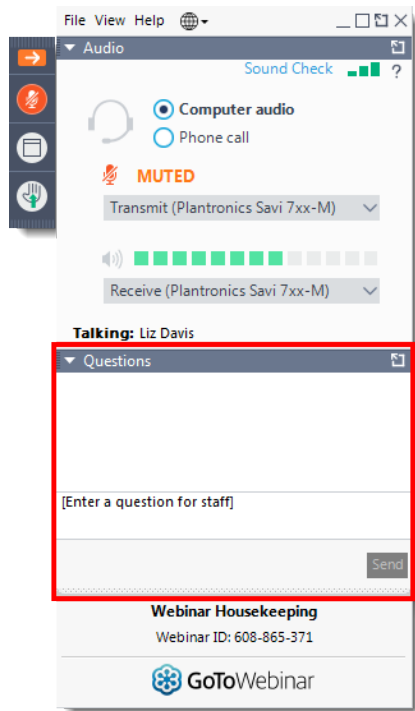 File View Help
Audio
Sound Check ?
Computer audio
Phone call
MUTED
Transmit (Plantronics Savi 7xx-M)
Receive (Plantronics Savi 7xx-M)
Talking: Liz Davis
Questions
[Enter a question for staff]
Send
Webinar Housekeeping
Webinar ID: 608-865-371
GoToWebinar